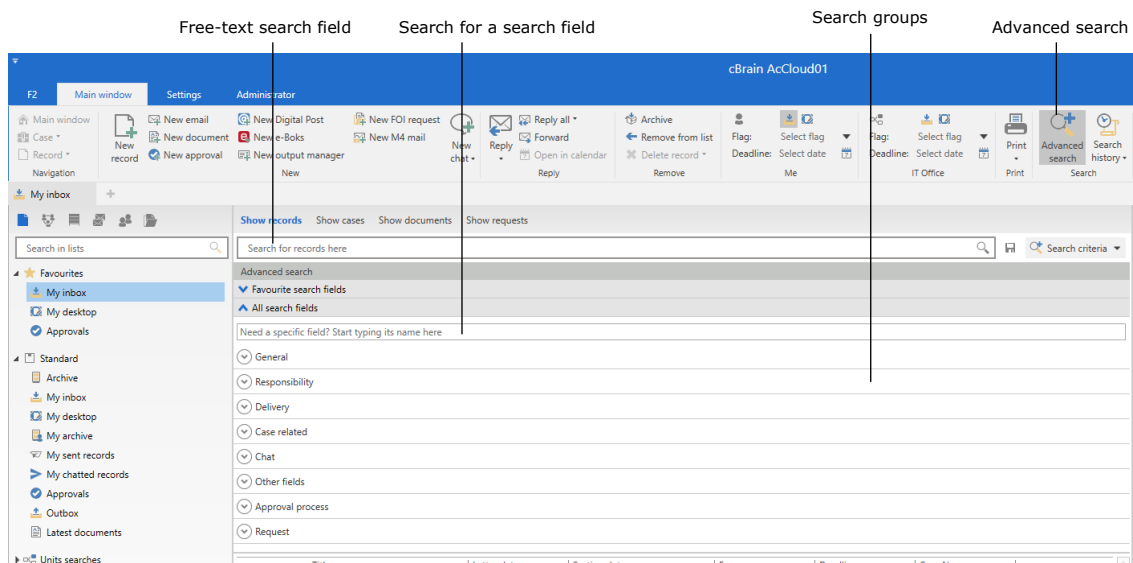 Free-text search field
Search for a search field
Search groups
Advanced search
cBrain AcCloud01
F2 Main window Settings Administrator
Main window
Case
Record
Navigation
New record
New email
New document
New approval
New Digital Post
New e-Boks
New output manager
New FOI request
New M4 mail
New chat
New
Reply
Reply all
Forward
Open in calendar
Reply
Archive
Remove from list
Delete record
Remove
Flag: Select flag
Deadline: Select date
Me
Flag: Select flag
Deadline: Select date
IT Office
Print
Print
Advanced search
Search history
Search
My inbox
Show records Show cases Show documents Show requests
Search in lists
Search for records here
Search criteria
Favourites
My inbox
My desktop
Approvals
Standard
Archive
My inbox
My desktop
My archive
My sent records
My chatted records
Approvals
Outbox
Latest documents
Units searches
Advanced search
Favourite search fields
All search fields
Need a specific field? Start typing its name here
General
Responsibility
Delivery
Case related
Chat
Other fields
Approval process
Request